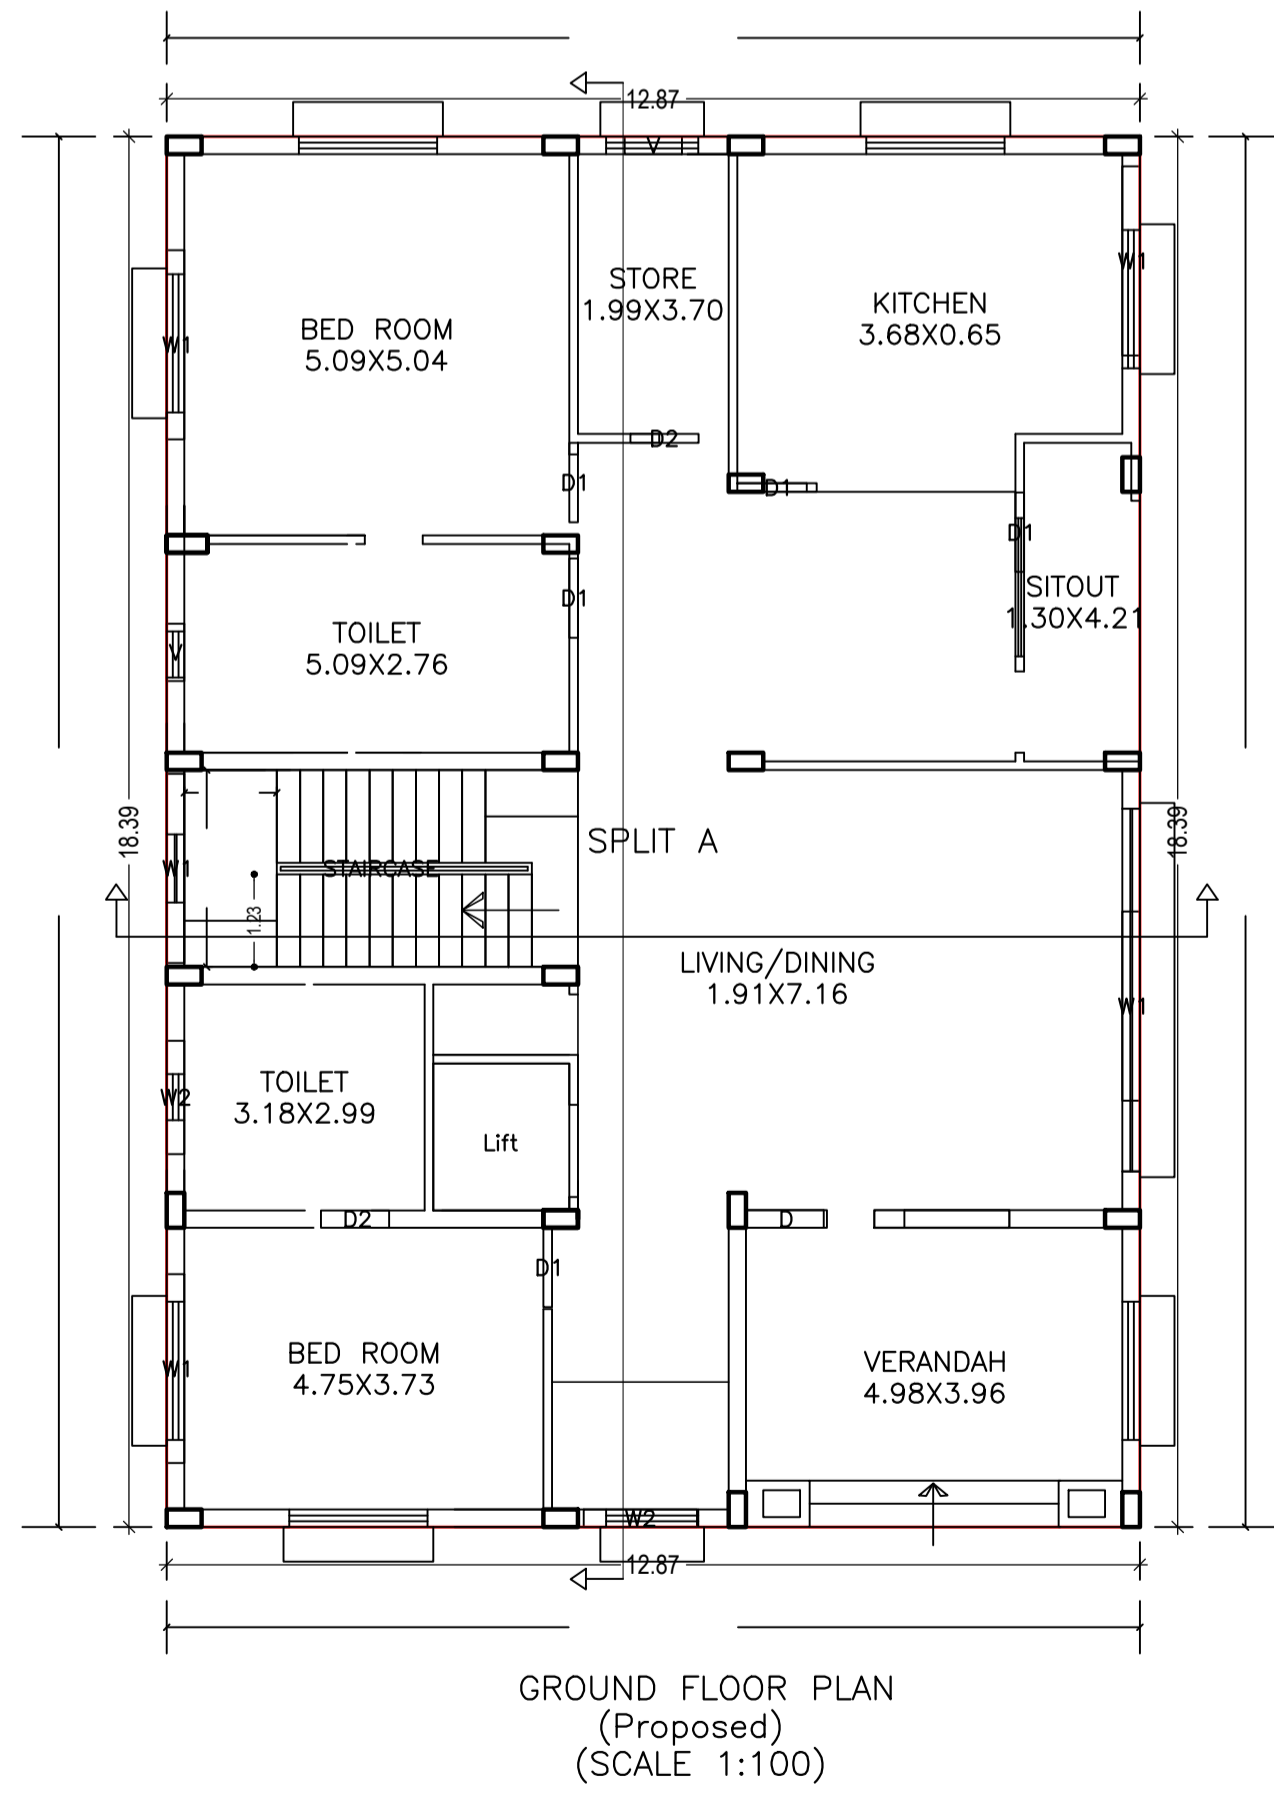 12.87
V
W1
STORE
1.99X3.70
KITCHEN
3.68X0.65
BED ROOM
5.09X5.04
W1
D2
D1
D1
D1
SITOUT
1.30X4.21
D1
TOILET
5.09X2.76
V
18.39
18.39
SPLIT A
W1
STAIRCASE
1.23
LIVING/DINING
1.91X7.16
W1
TOILET
3.18X2.99
W2
Lift
D2
D
D1
BED ROOM
4.75X3.73
W1
VERANDAH
4.98X3.96
W2
12.87
GROUND FLOOR PLAN
(Proposed)
(SCALE 1:100)